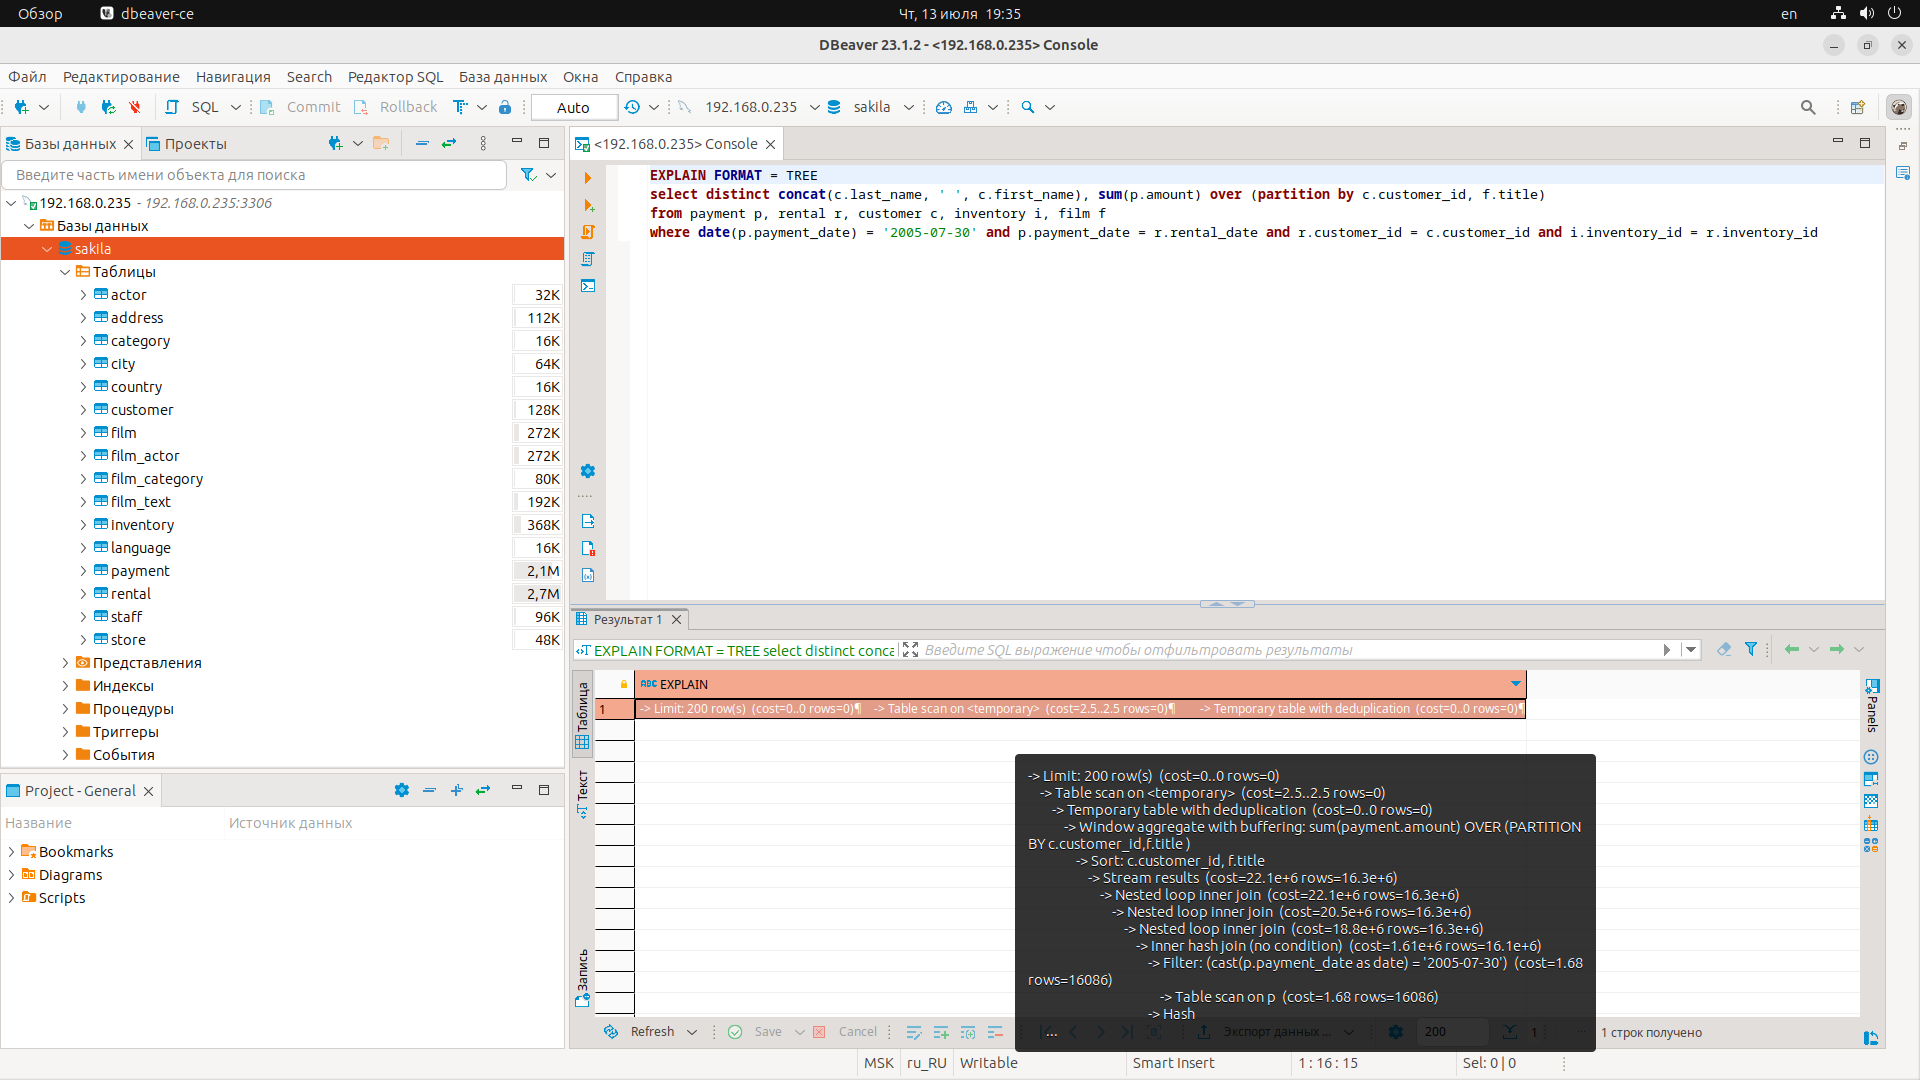 Обзор
dbeaver-ce
Чт, 13 июля 19:35
en
DBeaver 23.1.2 - <192.168.0.235> Console
Файл Редактирование Навигация Search Редактор SQL База данных Окна Справка
SQL Commit Rollback Auto 192.168.0.235 sakila
Базы данных
Проекты
Введите часть имени объекта для поиска
192.168.0.235 - 192.168.0.235:3306
Базы данных
sakila
Таблицы
actor 32K
address 112K
category 16K
city 64K
country 16K
customer 128K
film 272K
film_actor 272K
film_category 80K
film_text 192K
inventory 368K
language 16K
payment 2,1M
rental 2,7M
staff 96K
store 48K
Представления
Индексы
Процедуры
Триггеры
События
Project - General
Название Источник данных
Bookmarks
Diagrams
Scripts
<192.168.0.235> Console
EXPLAIN FORMAT = TREE
select distinct concat(c.last_name, ' ', c.first_name), sum(p.amount) over (partition by c.customer_id, f.title)
from payment p, rental r, customer c, inventory i, film f
where date(p.payment_date) = '2005-07-30' and p.payment_date = r.rental_date and r.customer_id = c.customer_id and i.inventory_id = r.inventory_id
Результат 1
EXPLAIN FORMAT = TREE select distinct conca
Введите SQL выражение чтобы отфильтровать результаты
Таблица
Текст
Запись
ABC EXPLAIN
1 -> Limit: 200 row(s) (cost=0..0 rows=0)¶ -> Table scan on <temporary> (cost=2.5..2.5 rows=0)¶ -> Temporary table with deduplication (cost=0..0 rows=0)¶
Panels
-> Limit: 200 row(s) (cost=0..0 rows=0)
-> Table scan on <temporary> (cost=2.5..2.5 rows=0)
-> Temporary table with deduplication (cost=0..0 rows=0)
-> Window aggregate with buffering: sum(payment.amount) OVER (PARTITION
BY c.customer_id,f.title )
-> Sort: c.customer_id, f.title
-> Stream results (cost=22.1e+6 rows=16.3e+6)
-> Nested loop inner join (cost=22.1e+6 rows=16.3e+6)
-> Nested loop inner join (cost=20.5e+6 rows=16.3e+6)
-> Nested loop inner join (cost=18.8e+6 rows=16.3e+6)
-> Inner hash join (no condition) (cost=1.61e+6 rows=16.1e+6)
-> Filter: (cast(p.payment_date as date) = '2005-07-30') (cost=1.68
rows=16086)
-> Table scan on p (cost=1.68 rows=16086)
-> Hash
...
Refresh Save Cancel Экспорт данных ... 200 1 1 строк получено
MSK ru_RU Writable Smart Insert 1 : 16 : 15 Sel: 0 | 0